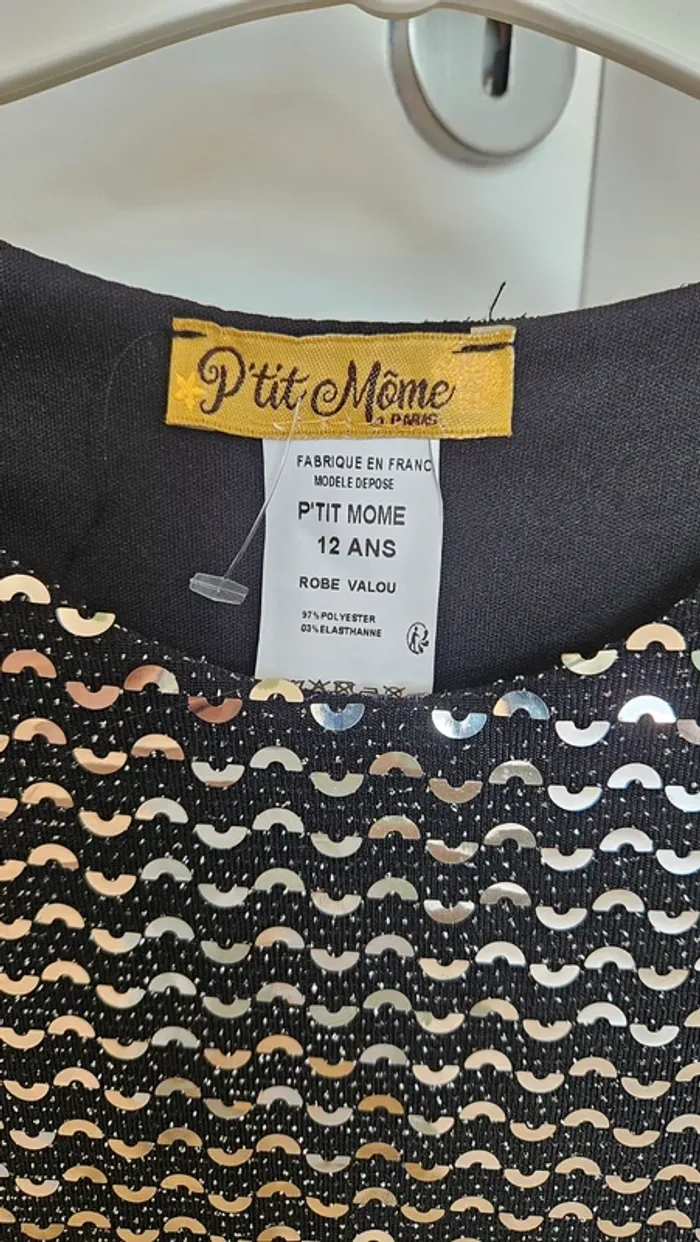 P'tit Môme
PARIS
FABRIQUE EN FRANC
MODELE DEPOSE
P'TIT MOME
12 ANS
ROBE VALOU
97% POLYESTER
03% ELASTHANNE